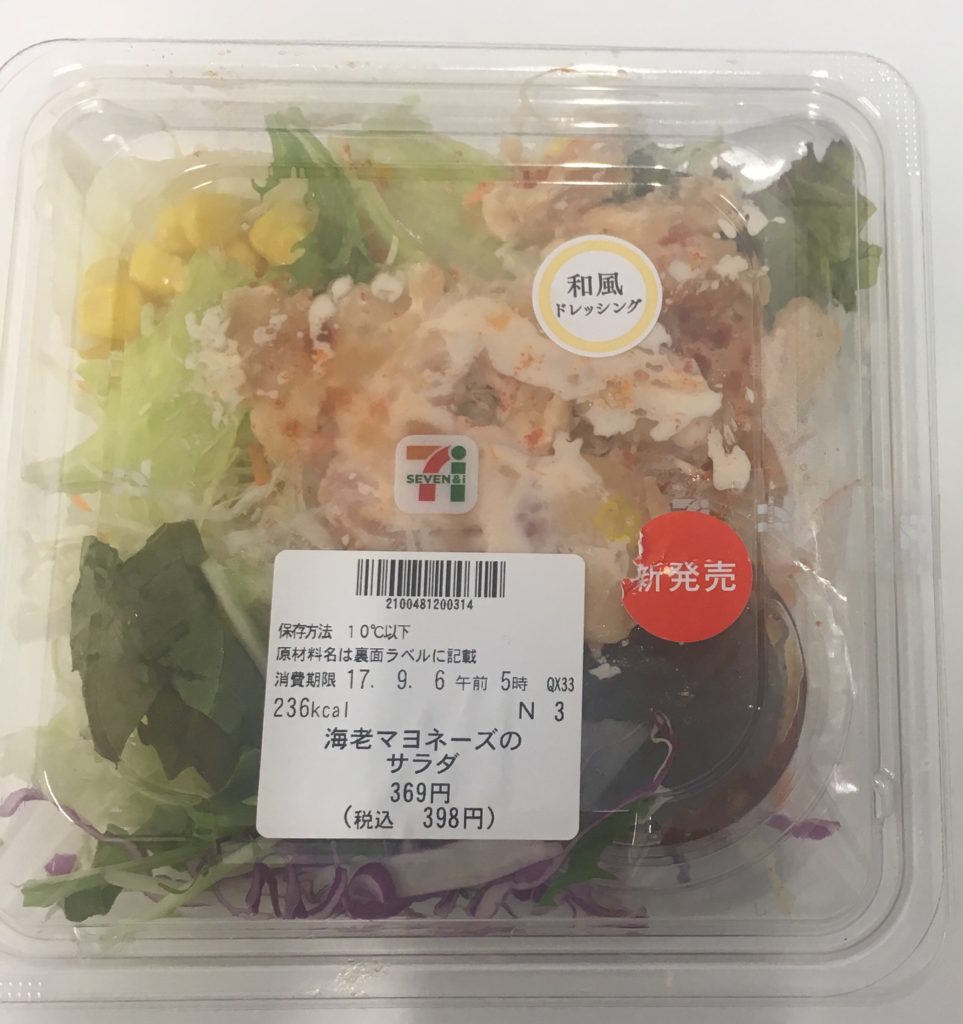 和風
ドレッシング
7i
SEVEN&i
新発売
2100481200314
保存方法 10℃以下
原材料名は裏面ラベルに記載
消費期限 17. 9. 6 午前 5時 QX33
236kcal N 3
海老マヨネーズの
サラダ
369円
(税込 398円)